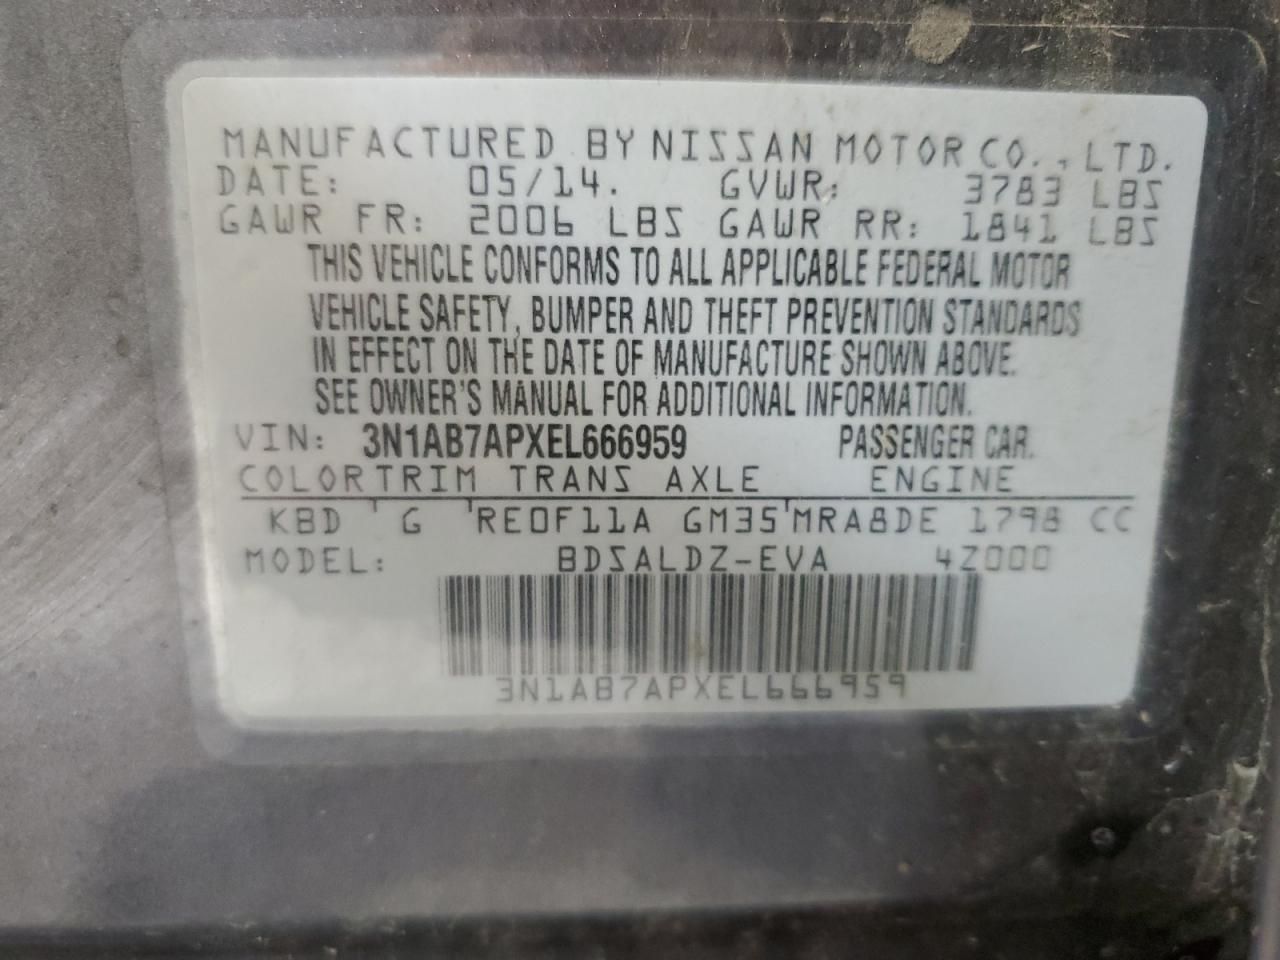 MANUFACTURED BY NISSAN MOTOR CO., LTD.
DATE: 05/14. GVWR: 3783 LBS
GAWR FR: 2006 LBS GAWR RR: 1841 LBS
THIS VEHICLE CONFORMS TO ALL APPLICABLE FEDERAL MOTOR
VEHICLE SAFETY, BUMPER AND THEFT PREVENTION STANDARDS
IN EFFECT ON THE DATE OF MANUFACTURE SHOWN ABOVE.
SEE OWNER'S MANUAL FOR ADDITIONAL INFORMATION.
VIN: 3N1AB7APXEL666959 PASSENGER CAR.
COLOR TRIM TRANS AXLE ENGINE
KBD G RE0F11A GM35 MRA8DE 1798 CC
MODEL: BDSALDZ-EVA 4Z000
3N1AB7APXEL666959